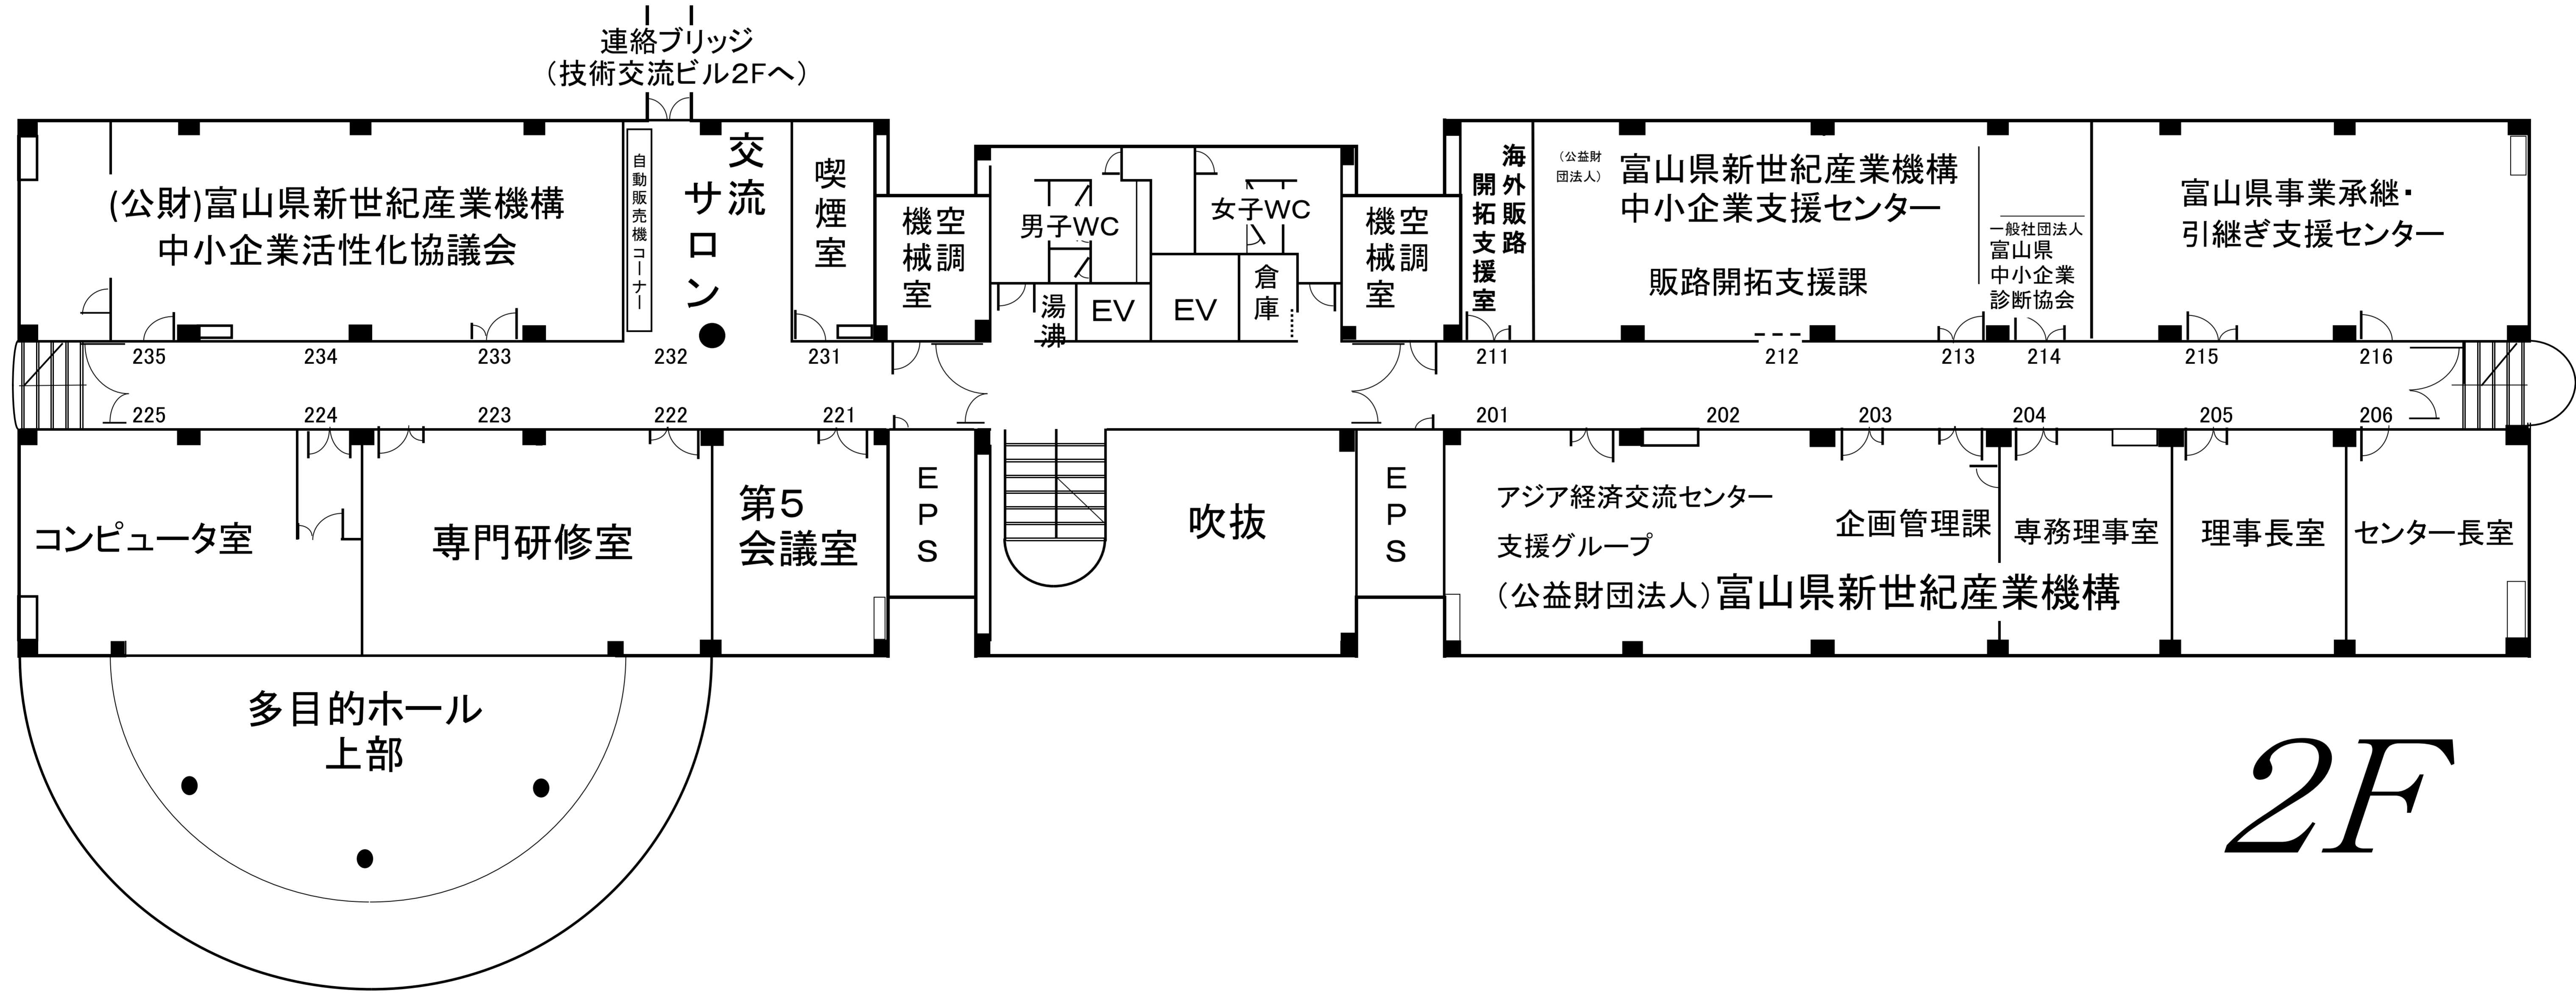 連絡ブリッジ
（技術交流ビル2Fへ）
(公財)富山県新世紀産業機構
中小企業活性化協議会
自動販売機コーナー
交流
サロン
喫煙室
空調
機械室
男子WC
女子WC
湯沸
EV
EV
倉庫
空調
機械室
海外販路
開拓支援室
（公益財
団法人）
富山県新世紀産業機構
中小企業支援センター
販路開拓支援課
一般社団法人
富山県
中小企業
診断協会
富山県事業承継・
引継ぎ支援センター
235
234
233
232
231
211
212
213
214
215
216
225
224
223
222
221
201
202
203
204
205
206
コンピュータ室
専門研修室
第5
会議室
EPS
吹抜
EPS
アジア経済交流センター
支援グループ
企画管理課
（公益財団法人）富山県新世紀産業機構
専務理事室
理事長室
センター長室
多目的ホール
上部
2F